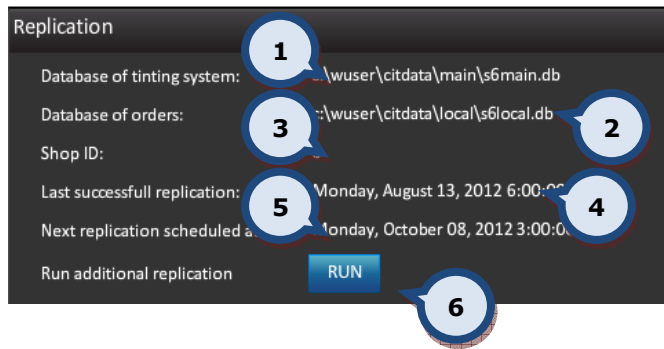 Replication
1
Database of tinting system: :\wuser\citdata\main\s6main.db
Database of orders: :\wuser\citdata\local\s6local.db
2
3
Shop ID:
Last successfull replication: Monday, August 13, 2012 6:00:
4
5
Next replication scheduled Monday, October 08, 2012 3:00:
Run additional replication RUN
6